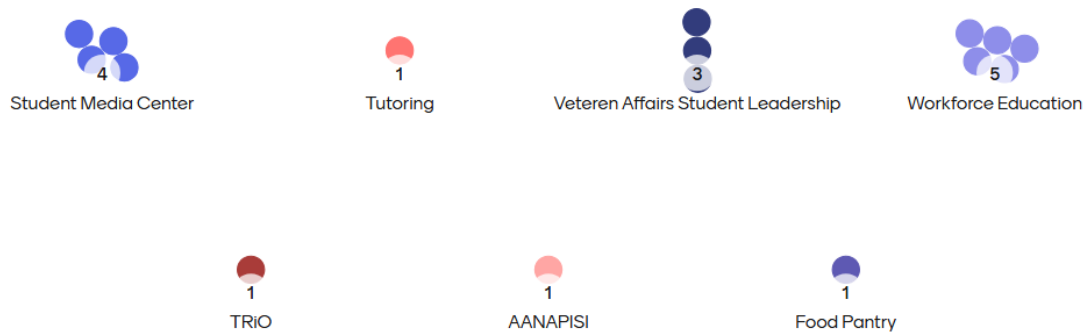 4 1 3 5
Student Media Center Tutoring Veteren Affairs Student Leadership Workforce Education
1 1 1
TRiO AANAPISI Food Pantry